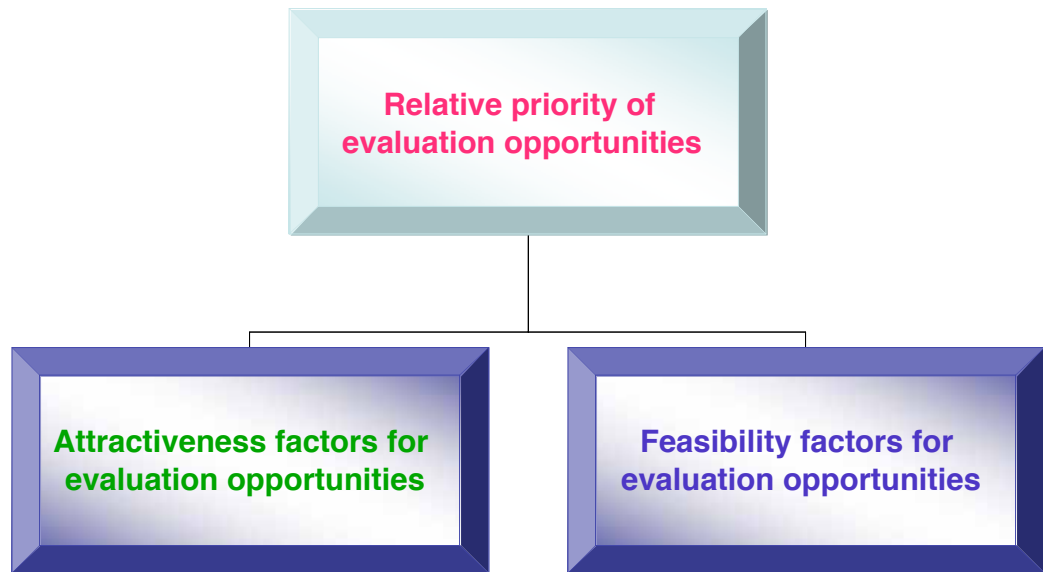 Relative priority of
evaluation opportunities
Attractiveness factors for
evaluation opportunities
Feasibility factors for
evaluation opportunities